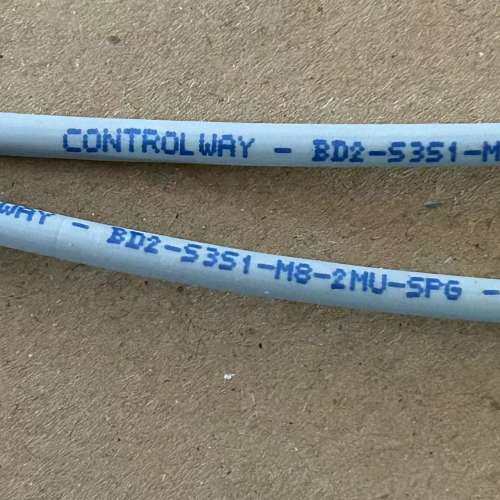 CONTROLWAY - BD2-S3S1-M
WAY - BD2-S3S1-M8-2MU-SPG -